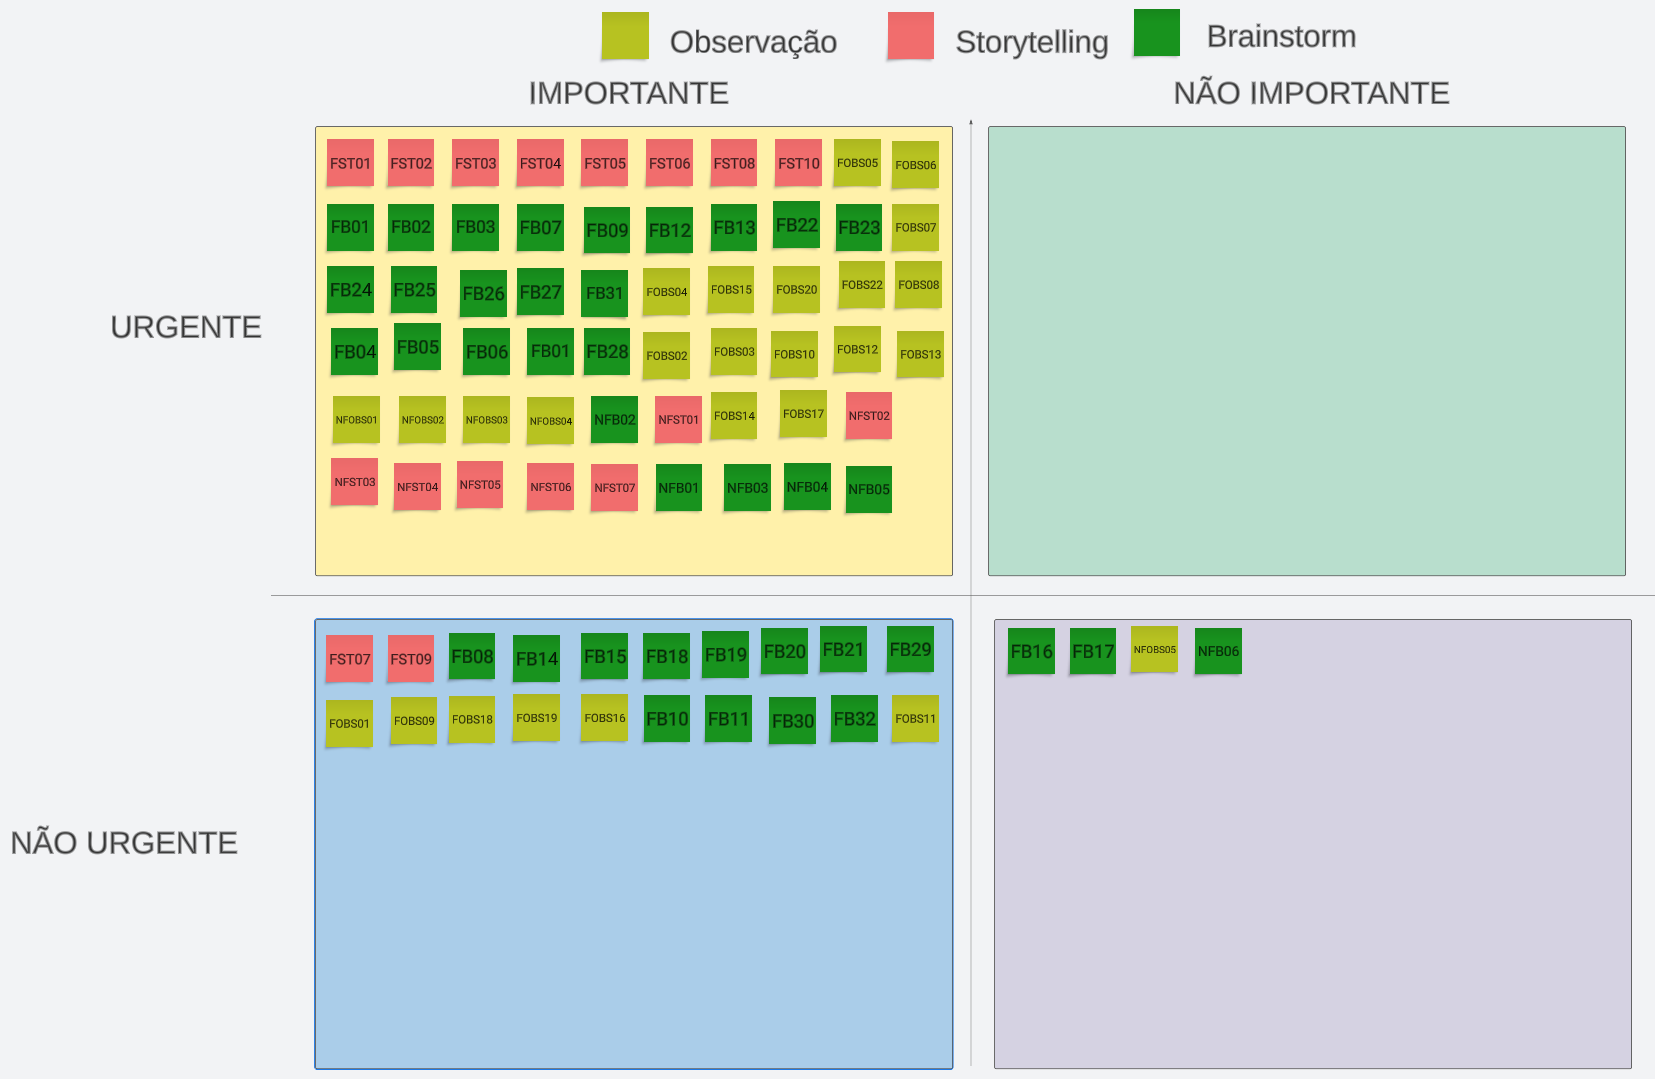 Observação Storytelling Brainstorm
IMPORTANTE NÃO IMPORTANTE
URGENTE
FST01 FST02 FST03 FST04 FST05 FST06 FST08 FST10 FOBS05 FOBS06
FB01 FB02 FB03 FB07 FB09 FB12 FB13 FB22 FB23 FOBS07
FB24 FB25 FB26 FB27 FB31 FOBS04 FOBS15 FOBS20 FOBS22 FOBS08
FB04 FB05 FB06 FB01 FB28 FOBS02 FOBS03 FOBS10 FOBS12 FOBS13
NFOBS01 NFOBS02 NFOBS03 NFOBS04 NFB02 NFST01 FOBS14 FOBS17 NFST02
NFST03 NFST04 NFST05 NFST06 NFST07 NFB01 NFB03 NFB04 NFB05
NÃO URGENTE
FST07 FST09 FB08 FB14 FB15 FB18 FB19 FB20 FB21 FB29
FOBS01 FOBS09 FOBS18 FOBS19 FOBS16 FB10 FB11 FB30 FB32 FOBS11
FB16 FB17 NFOBS05 NFB06